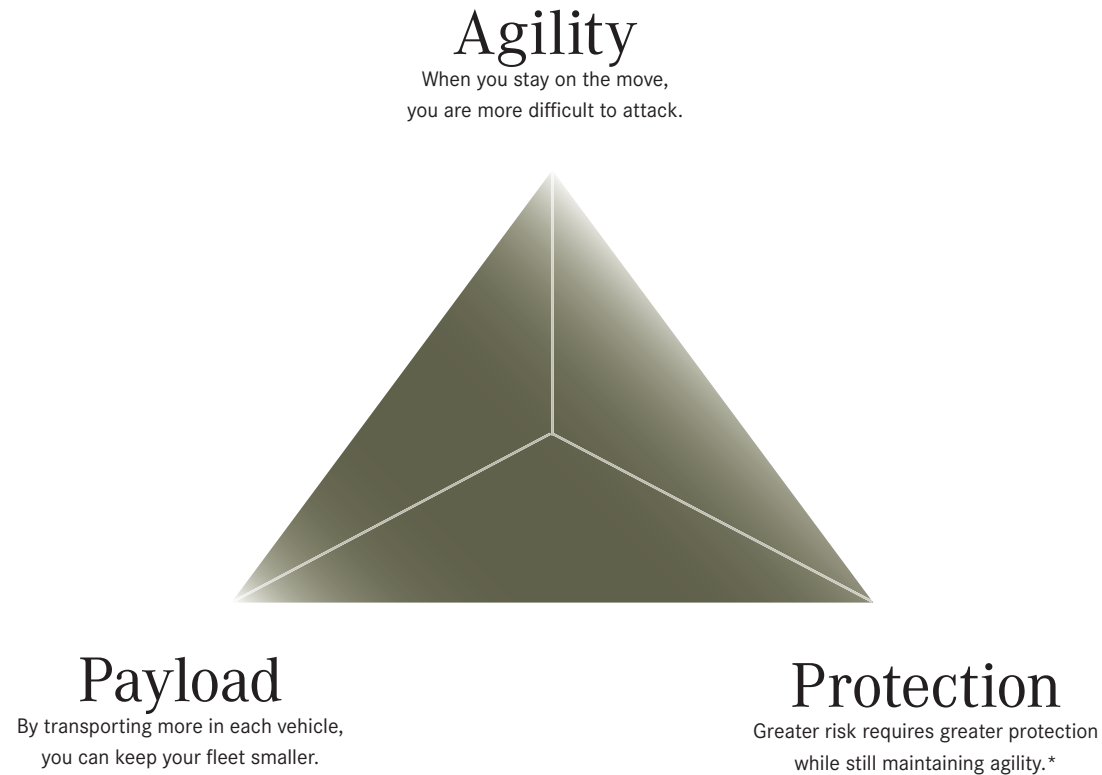 Agility
When you stay on the move,
you are more difficult to attack.
Payload
By transporting more in each vehicle,
you can keep your fleet smaller.
Protection
Greater risk requires greater protection
while still maintaining agility.*